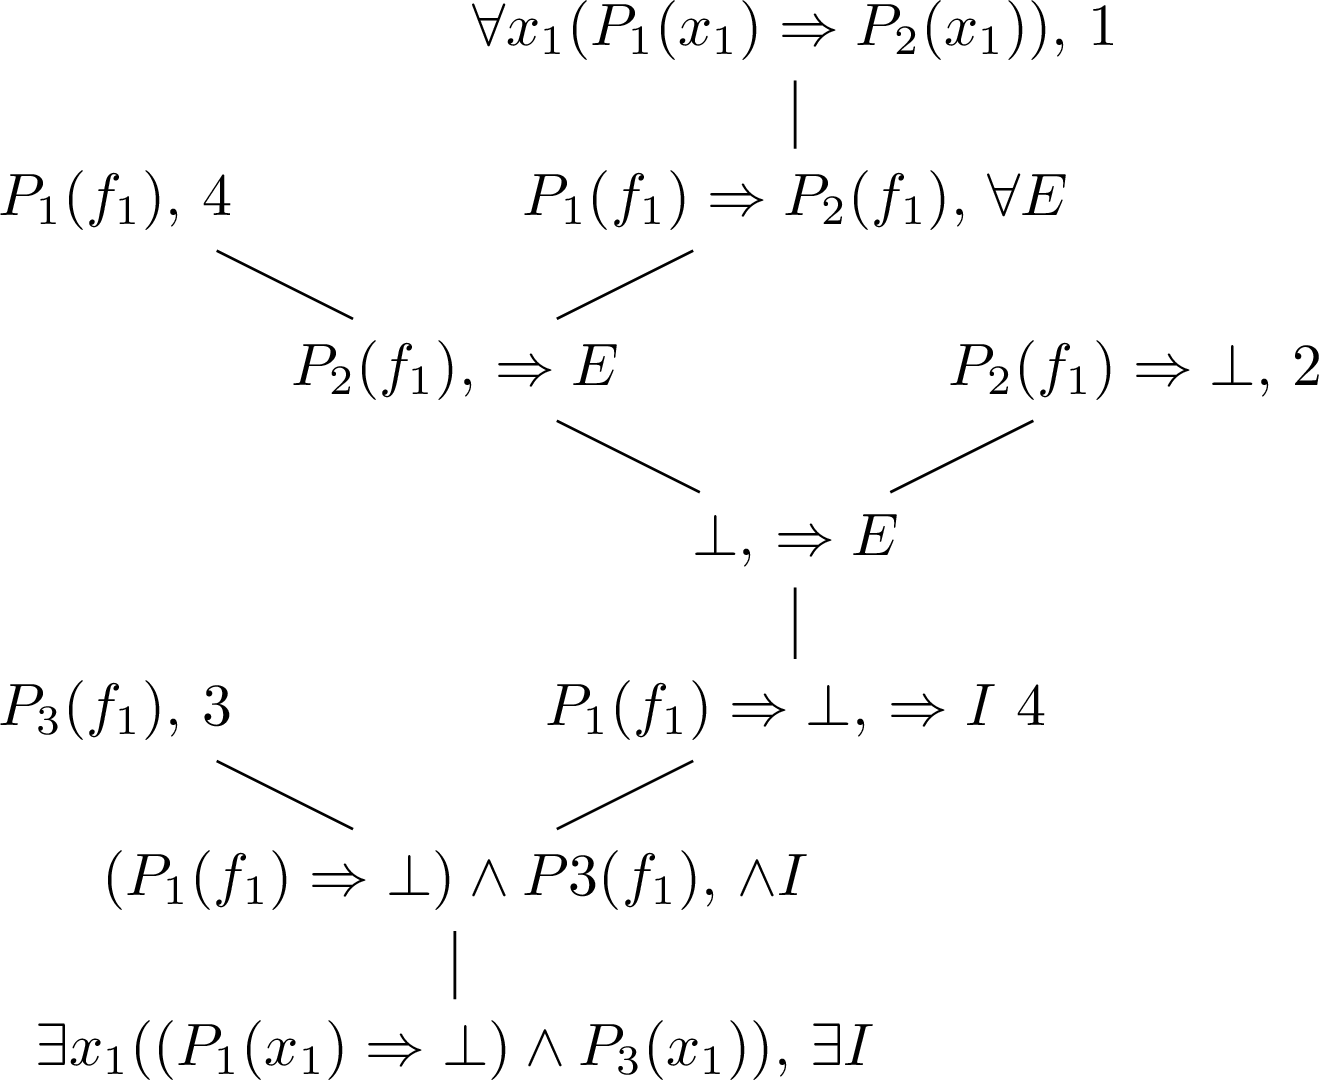 ∀x₁(P₁(x₁) ⇒ P₂(x₁)), 1
P₁(f₁), 4 P₁(f₁) ⇒ P₂(f₁), ∀E
P₂(f₁), ⇒ E P₂(f₁) ⇒ ⊥, 2
⊥, ⇒ E
P₃(f₁), 3 P₁(f₁) ⇒ ⊥, ⇒ I 4
(P₁(f₁) ⇒ ⊥) ∧ P3(f₁), ∧I
∃x₁((P₁(x₁) ⇒ ⊥) ∧ P₃(x₁)), ∃I